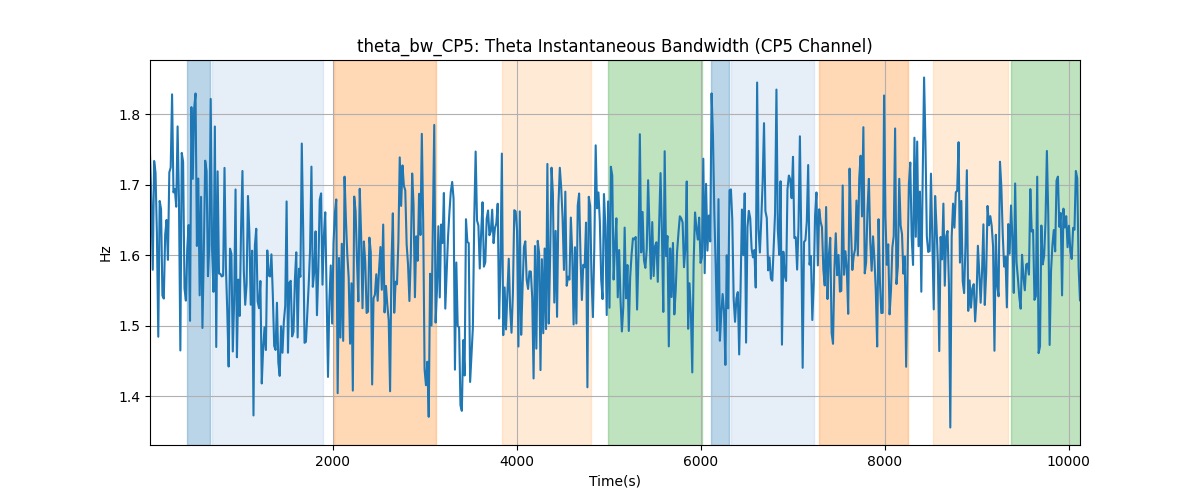 theta_bw_CP5: Theta Instantaneous Bandwidth (CP5 Channel)
Hz
1.8
1.7
1.6
1.5
1.4
2000 4000 6000 8000 10000
Time(s)